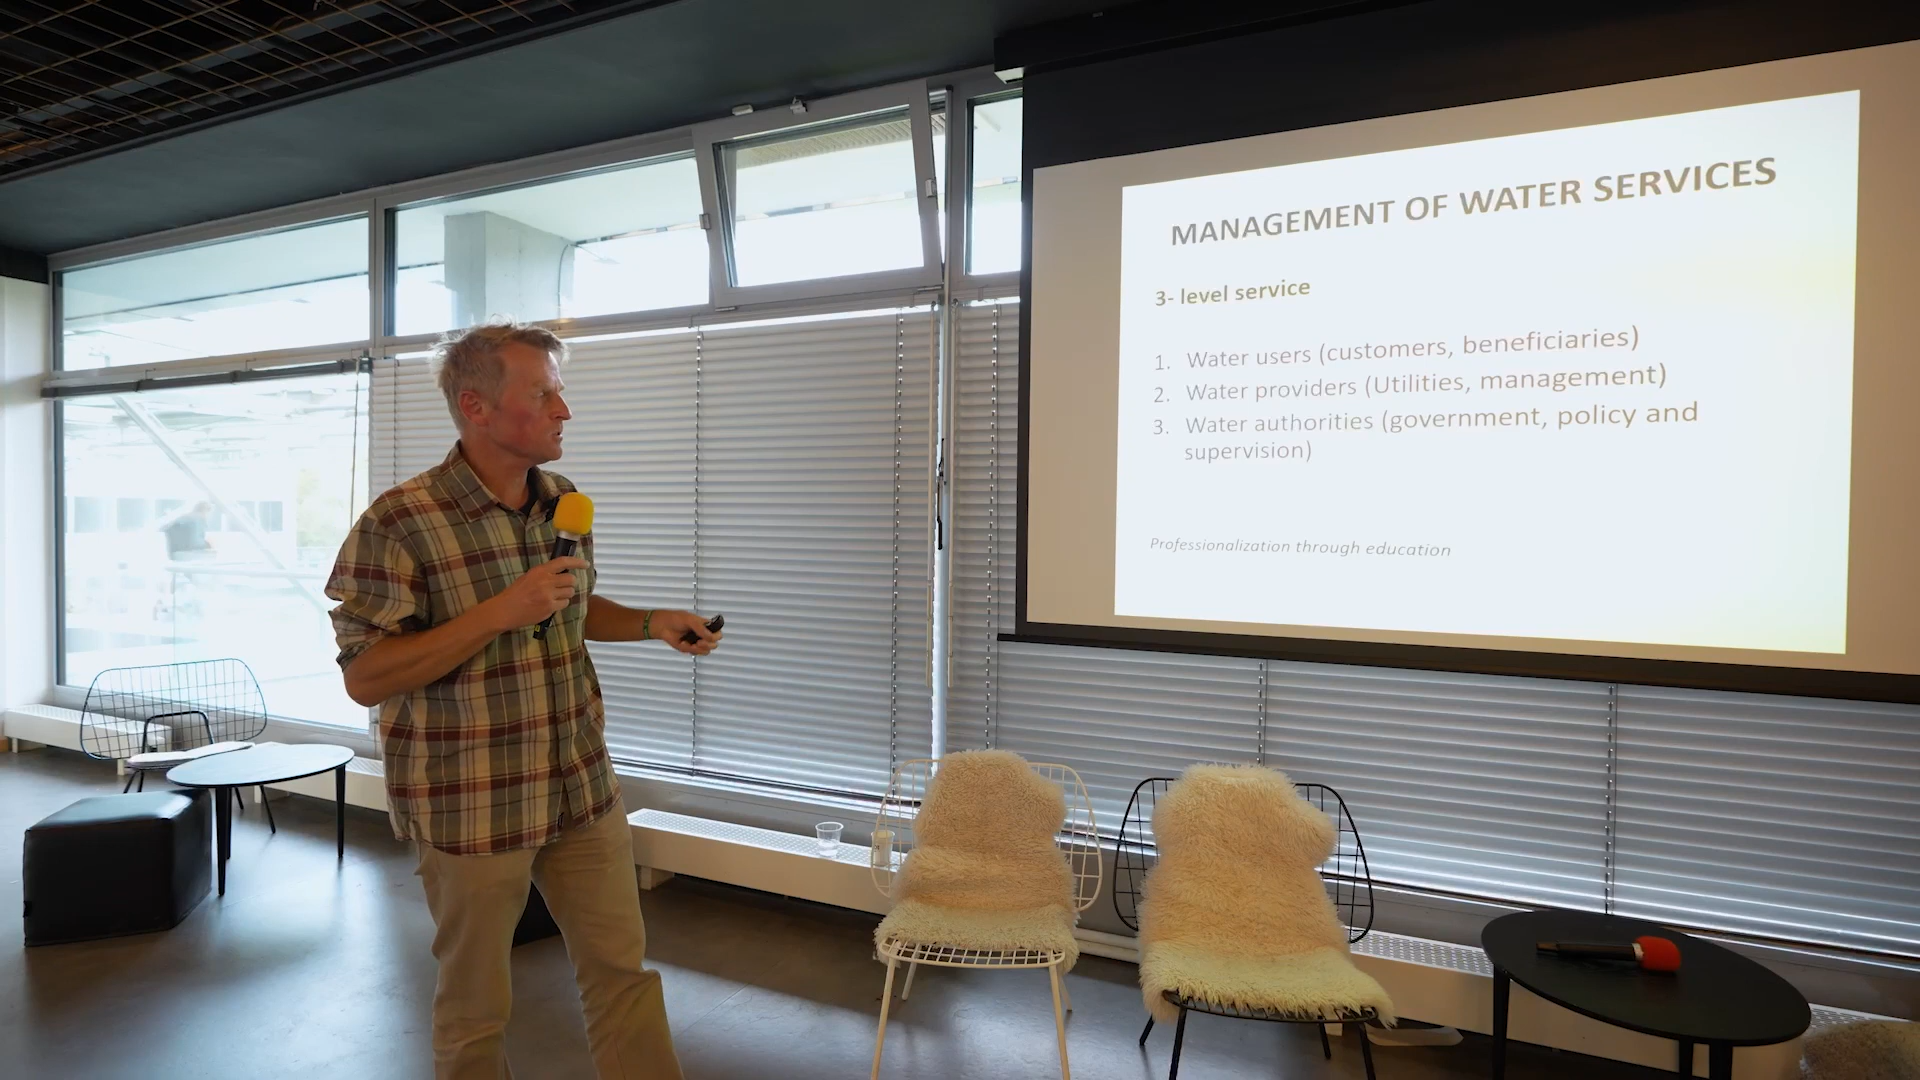 MANAGEMENT OF WATER SERVICES
3- level service
1. Water users (customers, beneficiaries)
2. Water providers (Utilities, management)
3. Water authorities (government, policy and
supervision)
Professionalization through education